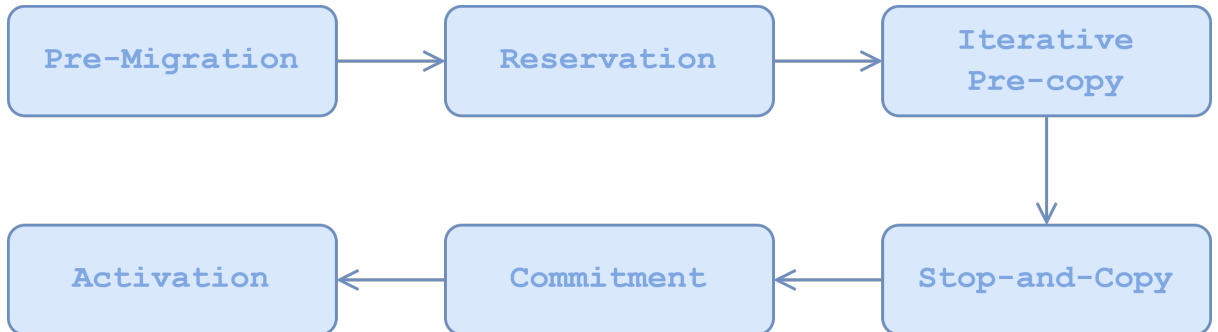 Pre-Migration
Reservation
Iterative
Pre-copy
Stop-and-Copy
Commitment
Activation